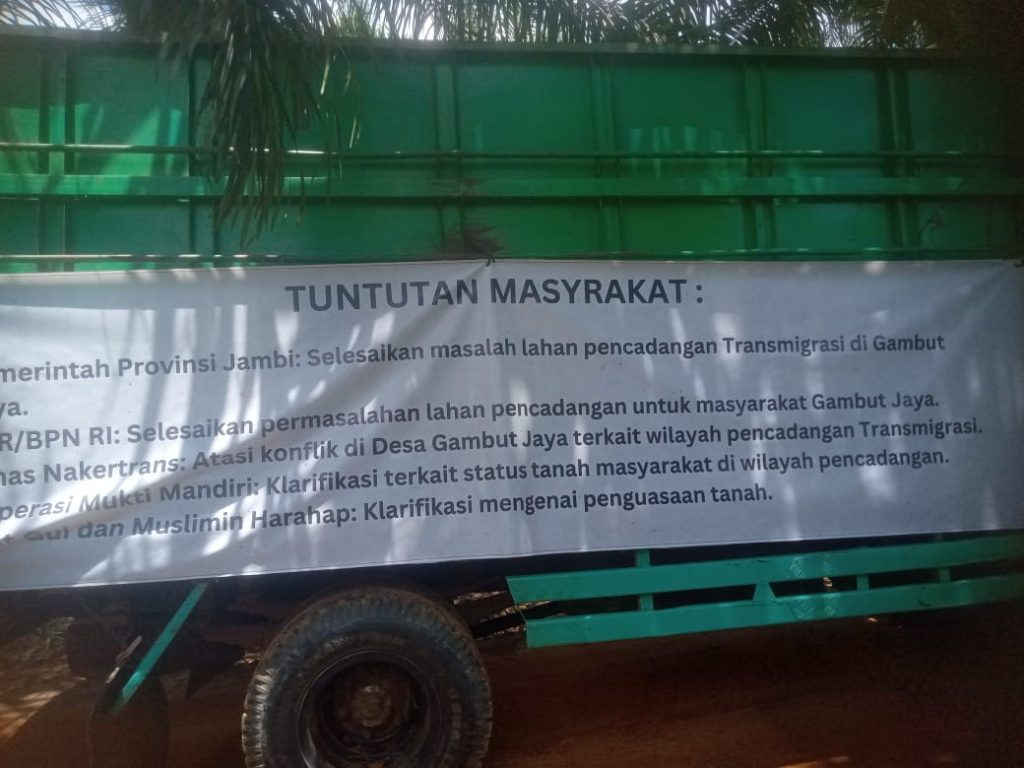 TUNTUTAN MASYRAKAT :
merintah Provinsi Jambi: Selesaikan masalah lahan pencadangan Transmigrasi di Gambut
ya.
R/BPN RI: Selesaikan permasalahan lahan pencadangan untuk masyarakat Gambut Jaya.
nas Nakertrans: Atasi konflik di Desa Gambut Jaya terkait wilayah pencadangan Transmigrasi.
perasi Mukti Mandiri: Klarifikasi terkait status tanah masyarakat di wilayah pencadangan.
dan Muslimin Harahap: Klarifikasi mengenai penguasaan tanah.